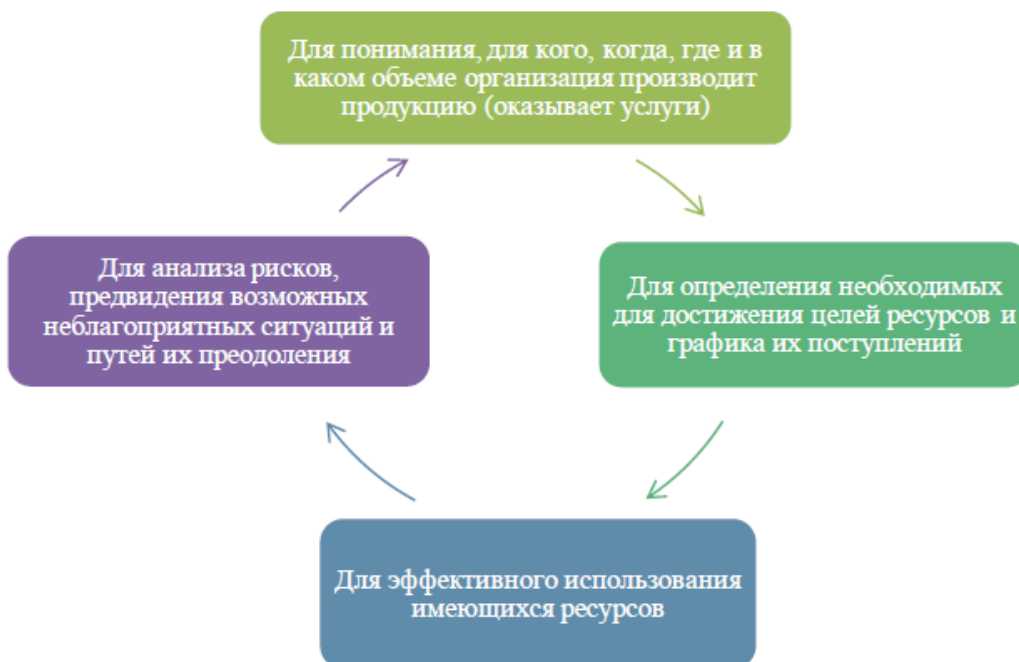 Для понимания, для кого, когда, где и в
каком объеме организация производит
продукцию (оказывает услуги)
Для анализа рисков,
предвидения возможных
неблагоприятных ситуаций и
путей их преодоления
Для определения необходимых
для достижения целей ресурсов и
графика их поступлений
Для эффективного использования
имеющихся ресурсов